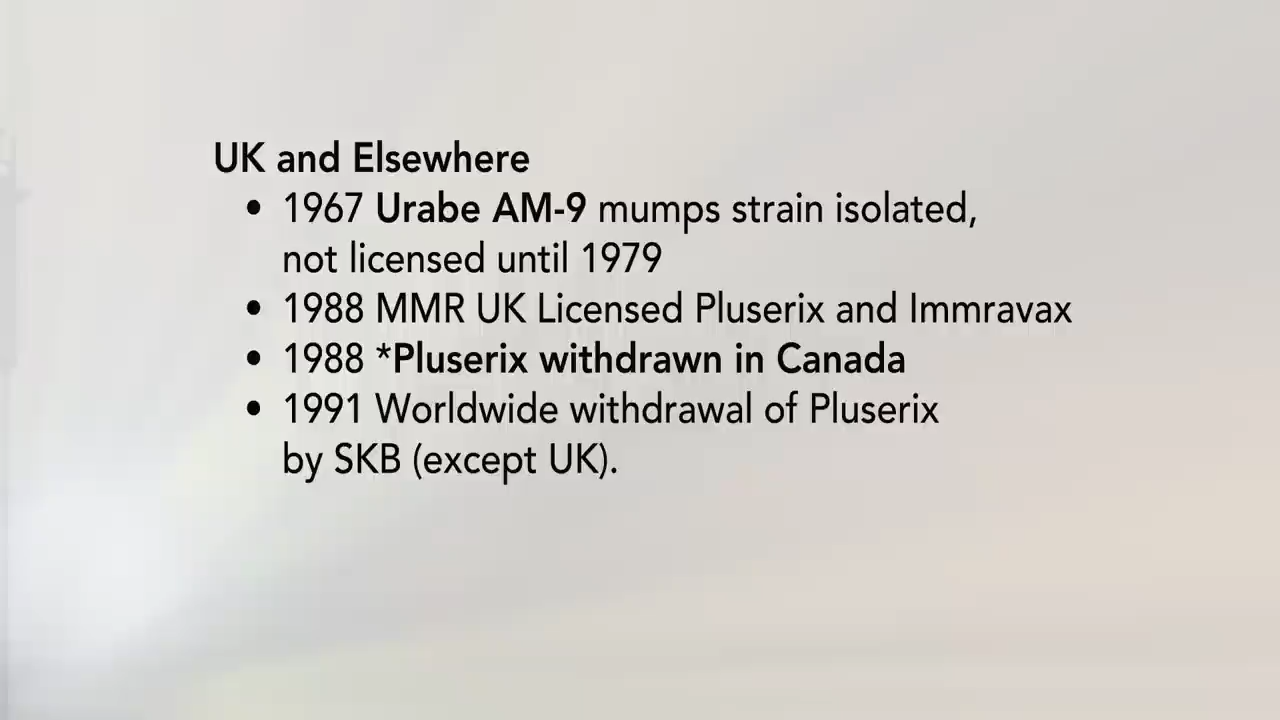 UK and Elsewhere
• 1967 Urabe AM-9 mumps strain isolated,
not licensed until 1979
• 1988 MMR UK Licensed Pluserix and Immravax
• 1988 *Pluserix withdrawn in Canada
• 1991 Worldwide withdrawal of Pluserix
by SKB (except UK).